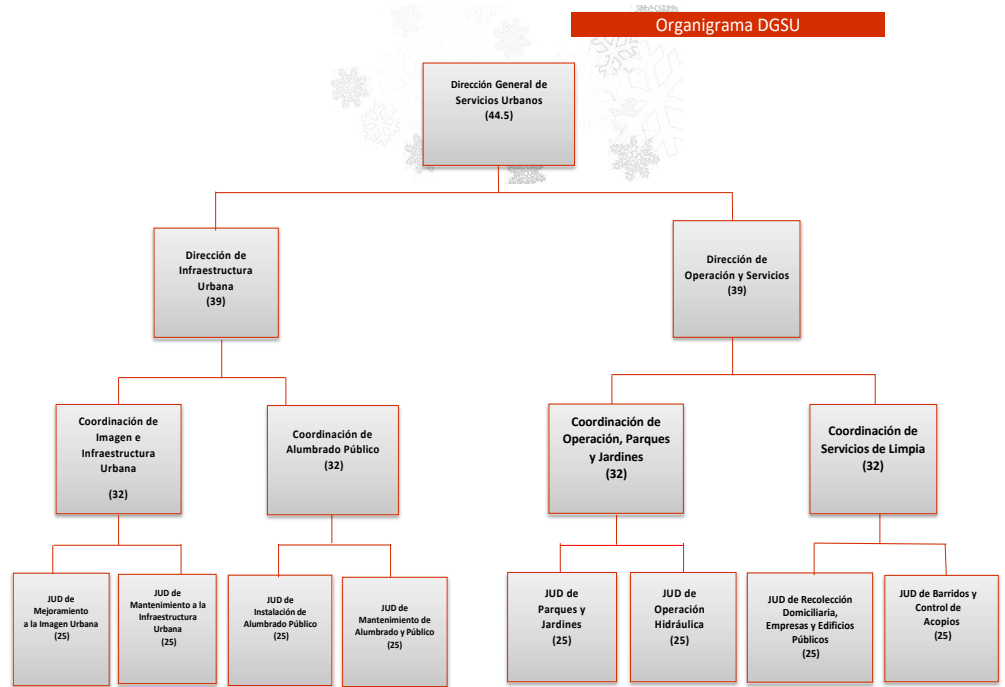 Organigrama DGSU
Dirección General de
Servicios Urbanos
(44.5)
Dirección de
Infraestructura
Urbana
(39)
Dirección de
Operación y Servicios
(39)
Coordinación de
Imagen e
Infraestructura
Urbana
(32)
Coordinación de
Alumbrado Público
(32)
Coordinación de
Operación, Parques
y Jardines
(32)
Coordinación de
Servicios de Limpia
(32)
JUD de
Mejoramiento
a la Imagen Urbana
(25)
JUD de
Mantenimiento a la
Infraestructura
Urbana
(25)
JUD de
Instalación de
Alumbrado Público
(25)
JUD de
Mantenimiento de
Alumbrado y Público
(25)
JUD de
Parques y
Jardines
(25)
JUD de
Operación
Hidráulica
(25)
JUD de Recolección
Domiciliaria,
Empresas y Edificios
Públicos
(25)
JUD de Barridos y
Control de
Acopios
(25)